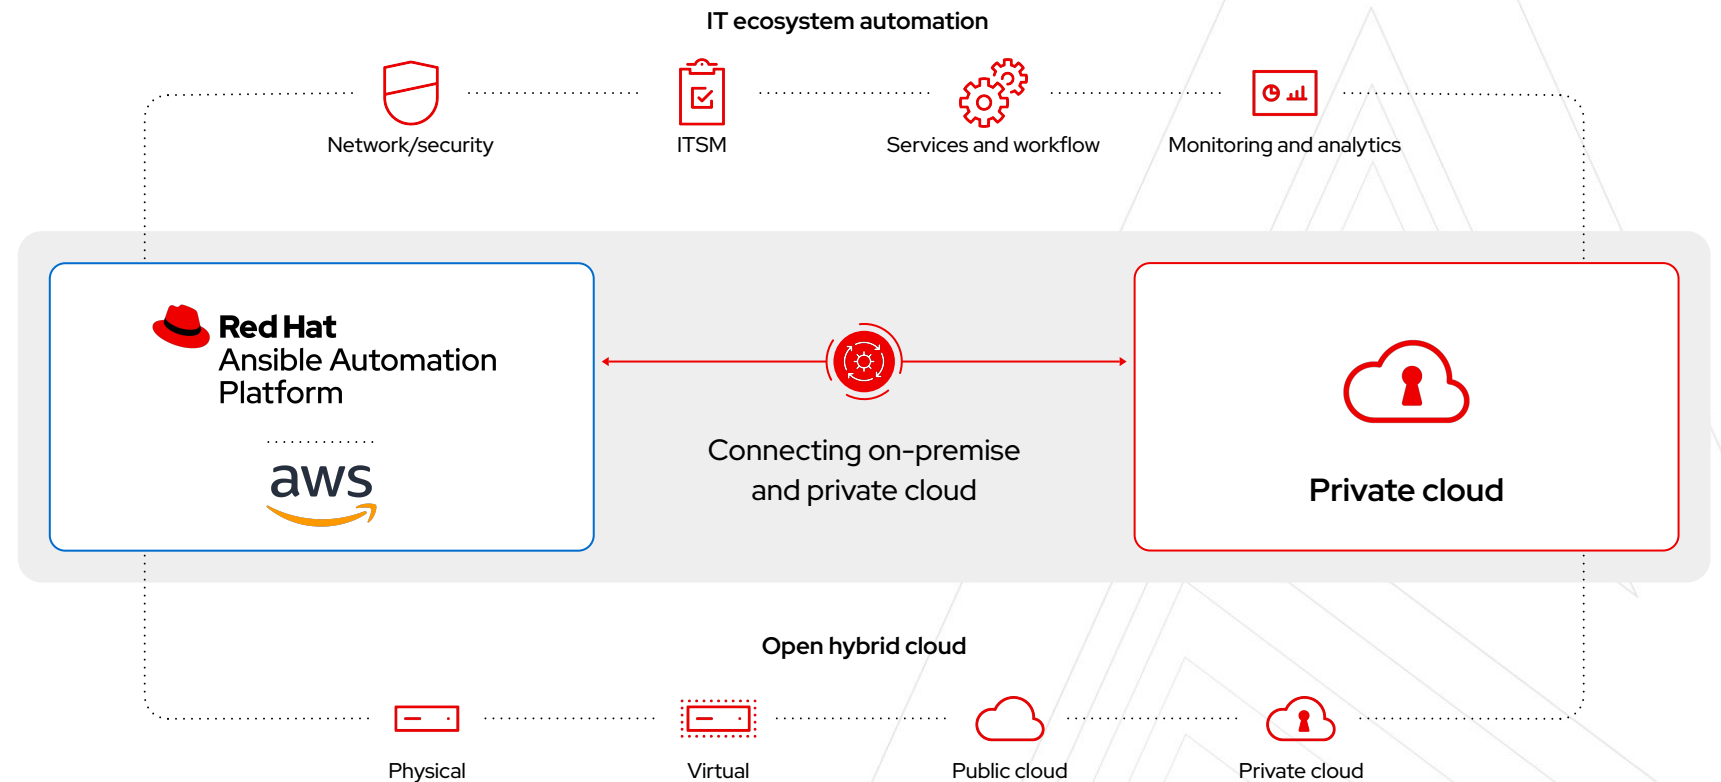 IT ecosystem automation
Network/security
ITSM
Services and workflow
Monitoring and analytics
Red Hat
Ansible Automation
Platform
aws
Connecting on-premise
and private cloud
Private cloud
Open hybrid cloud
Physical
Virtual
Public cloud
Private cloud